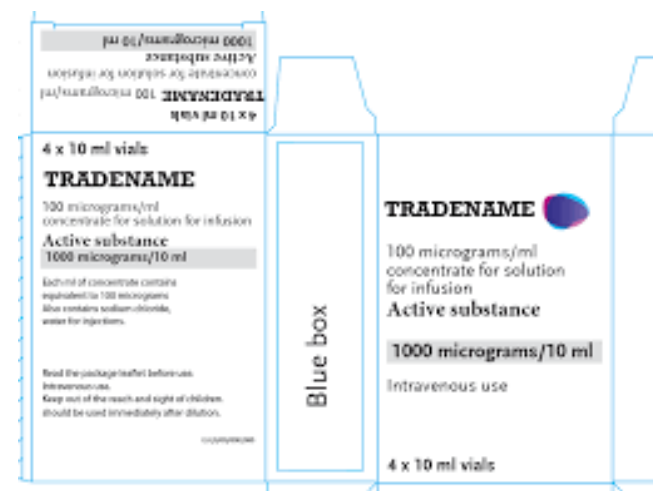 1000 micrograms/10 ml
Active substance
concentrate for solution for infusion
TRADENAME 100 micrograms/ml
4 x 10 ml vials
4 x 10 ml vials
TRADENAME
100 micrograms/ml
concentrate for solution for infusion
Active substance
1000 micrograms/10 ml
Each ml of concentrate contains
equivalent to 100 micrograms
Also contains sodium chloride,
water for injections.
Read the package leaflet before use.
Intravenous use.
Keep out of the reach and sight of children.
should be used immediately after dilution.
Blue box
TRADENAME
100 micrograms/ml
concentrate for solution
for infusion
Active substance
1000 micrograms/10 ml
Intravenous use
4 x 10 ml vials